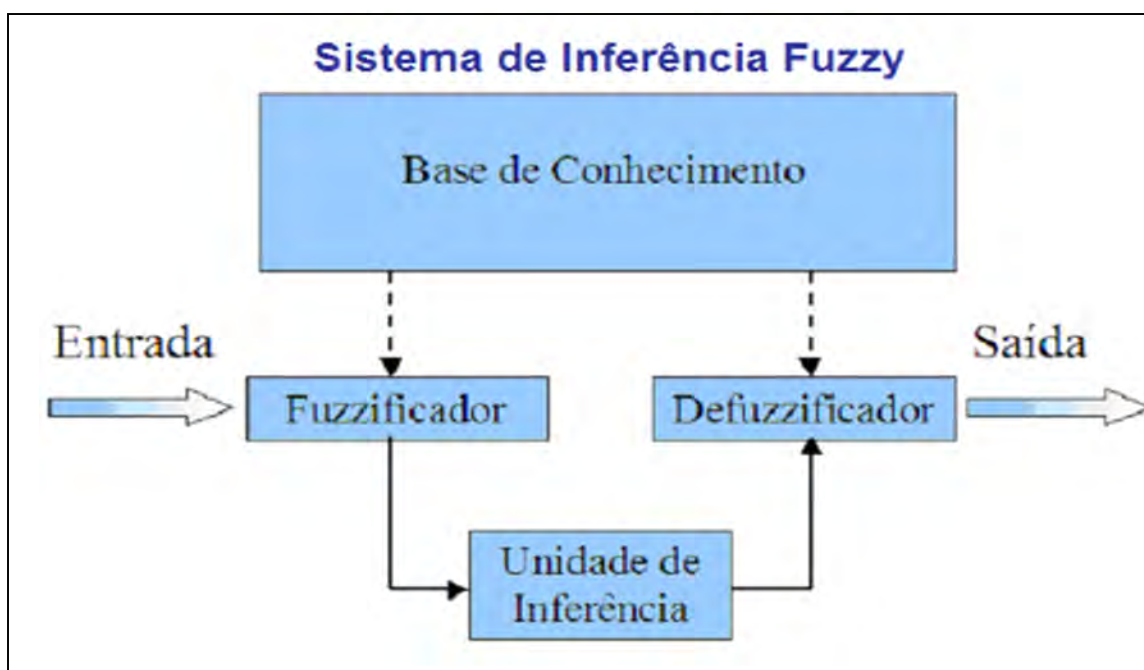 Sistema de Inferência Fuzzy
Base de Conhecimento
Entrada
Saída
Fuzzificador
Defuzzificador
Unidade de
Inferência